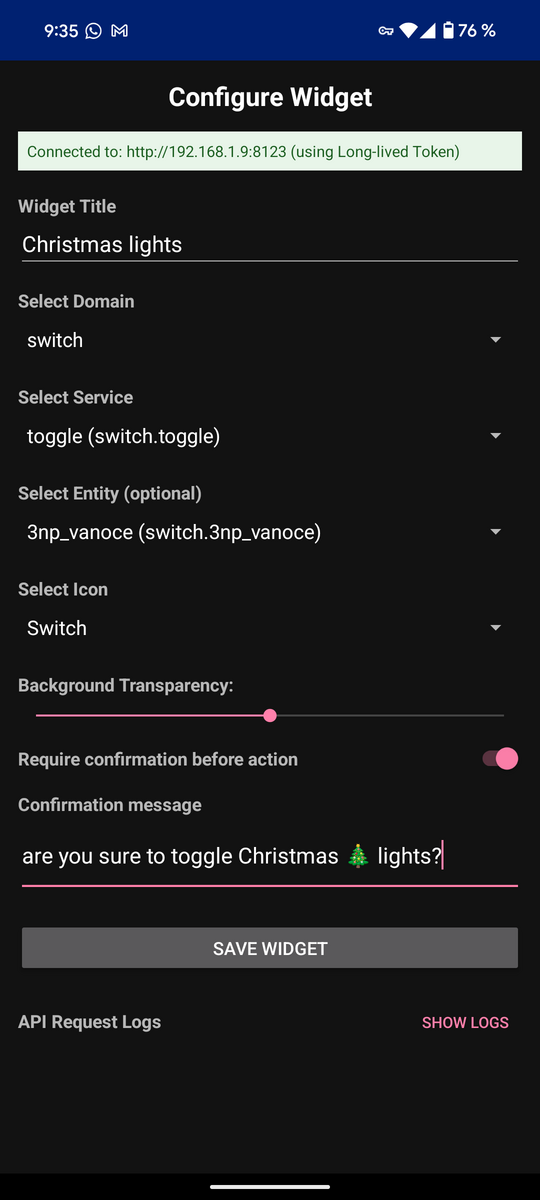 9:35 76 %
Configure Widget
Connected to: http://192.168.1.9:8123 (using Long-lived Token)
Widget Title
Christmas lights
Select Domain
switch
Select Service
toggle (switch.toggle)
Select Entity (optional)
3np_vanoce (switch.3np_vanoce)
Select Icon
Switch
Background Transparency:
Require confirmation before action
Confirmation message
are you sure to toggle Christmas 🎄 lights?
SAVE WIDGET
API Request Logs SHOW LOGS